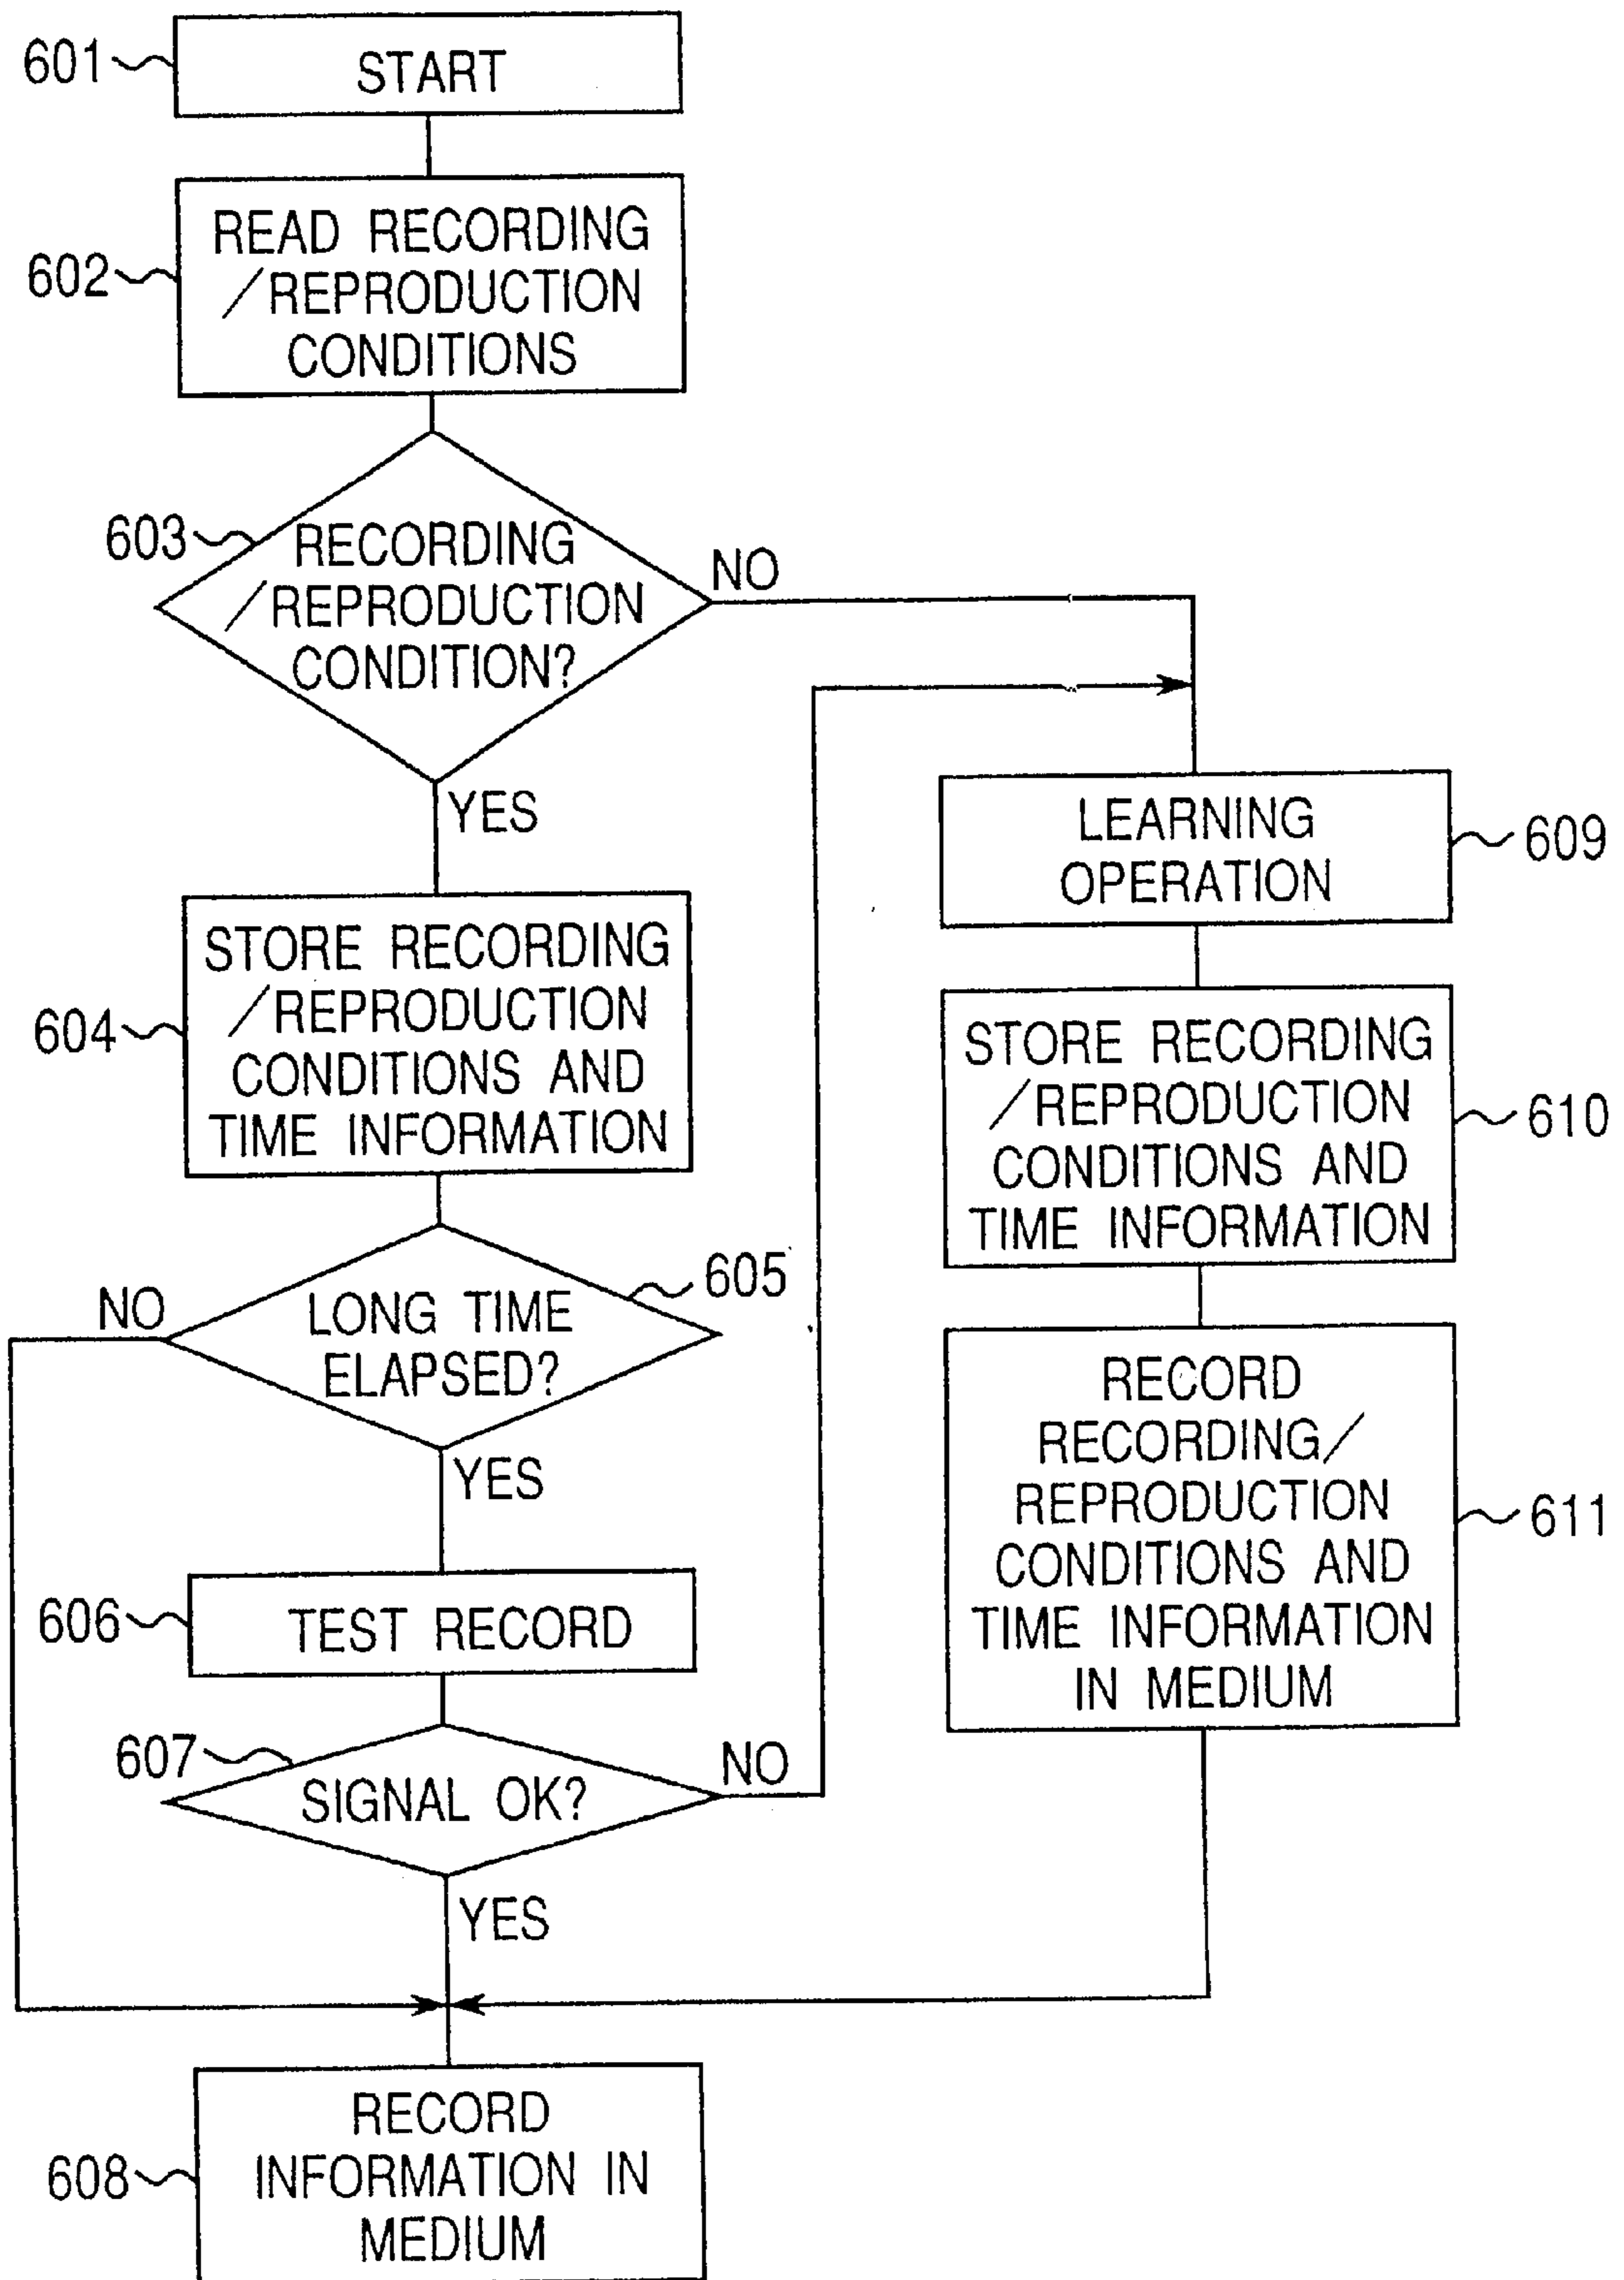 601
START
602
READ RECORDING
/REPRODUCTION
CONDITIONS
603
RECORDING
/REPRODUCTION
CONDITION?
NO
YES
604
STORE RECORDING
/REPRODUCTION
CONDITIONS AND
TIME INFORMATION
605
LONG TIME
ELAPSED?
NO
YES
606
TEST RECORD
607
SIGNAL OK?
NO
YES
608
RECORD
INFORMATION IN
MEDIUM
LEARNING
OPERATION
609
STORE RECORDING
/REPRODUCTION
CONDITIONS AND
TIME INFORMATION
610
RECORD
RECORDING/
REPRODUCTION
CONDITIONS AND
TIME INFORMATION
IN MEDIUM
611